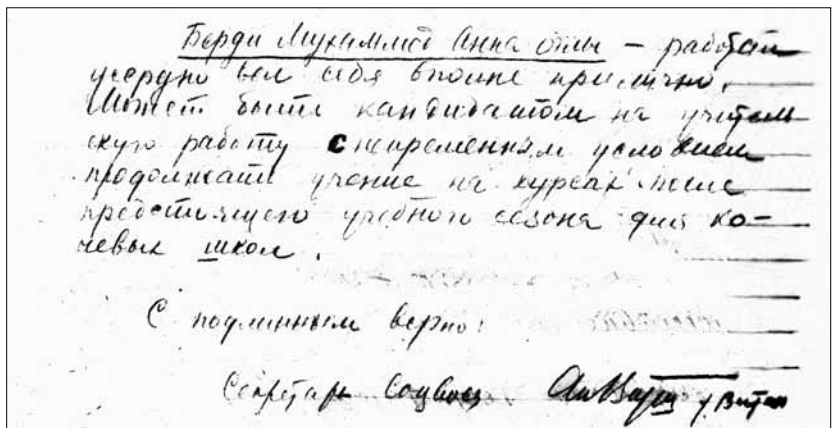 Берди Мухаммед Анна оглы — работал
усердно вел себя вполне прилично.
Может быть кандидатом на учитель-
скую работу с непременным условием
продолжать учение на курсах после
предстоящего учебного сезона для ко-
чевых школ.
С подлинным верно:
Секретарь Соцвос